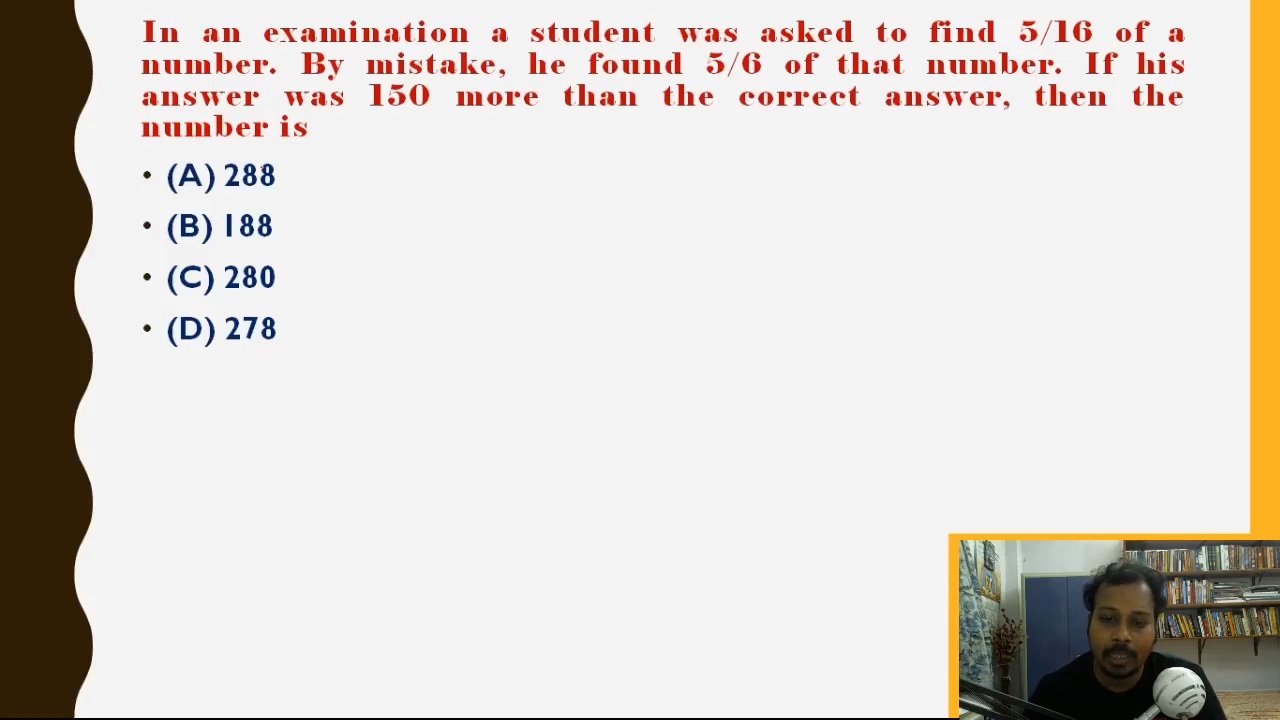 In an examination a student was asked to find 5/16 of a
number. By mistake, he found 5/6 of that number. If his
answer was 150 more than the correct answer, then the
number is
• (A) 288
• (B) 188
• (C) 280
• (D) 278